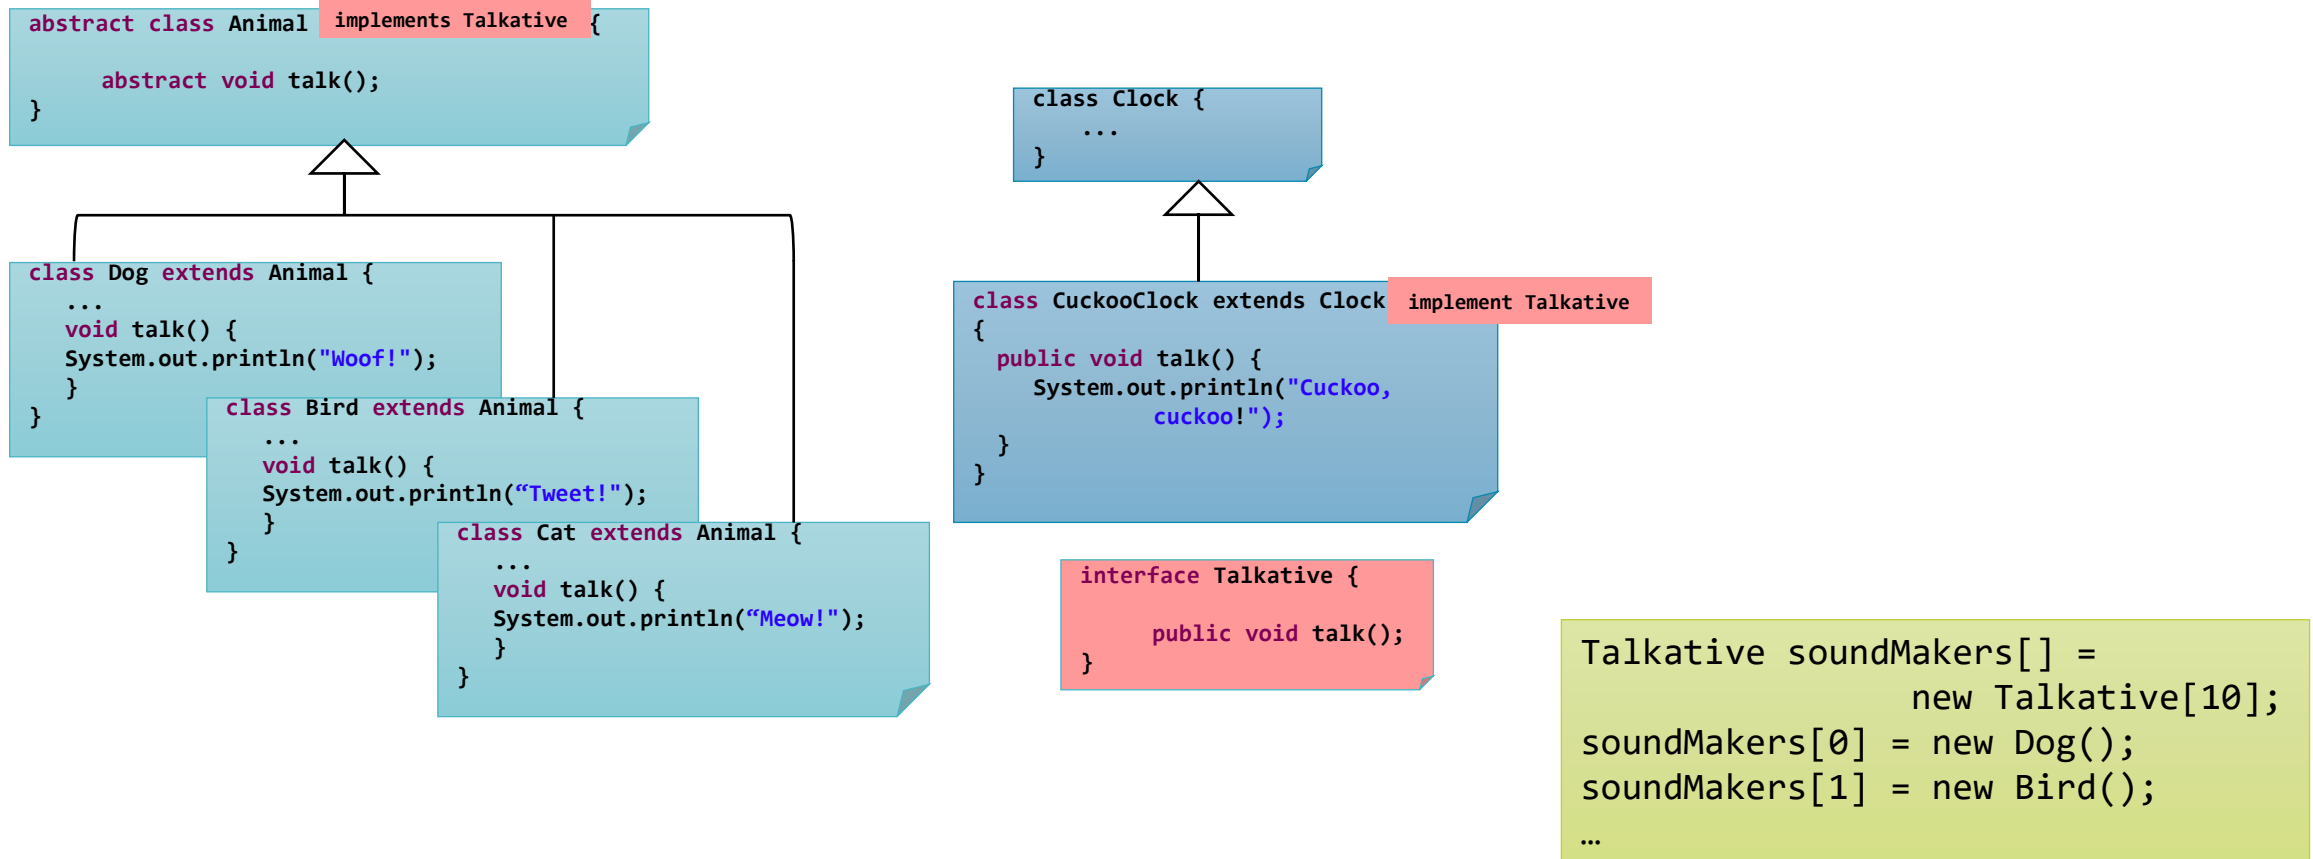 abstract class Animal implements Talkative {
abstract void talk();
}
class Dog extends Animal {
...
void talk() {
System.out.println("Woof!");
}
}
class Bird extends Animal {
...
void talk() {
System.out.println(“Tweet!");
}
}
class Cat extends Animal {
...
void talk() {
System.out.println(“Meow!");
}
}
class Clock {
...
}
class CuckooClock extends Clock implement Talkative
{
public void talk() {
System.out.println("Cuckoo,
cuckoo!");
}
}
interface Talkative {
public void talk();
}
Talkative soundMakers[] =
new Talkative[10];
soundMakers[0] = new Dog();
soundMakers[1] = new Bird();
…